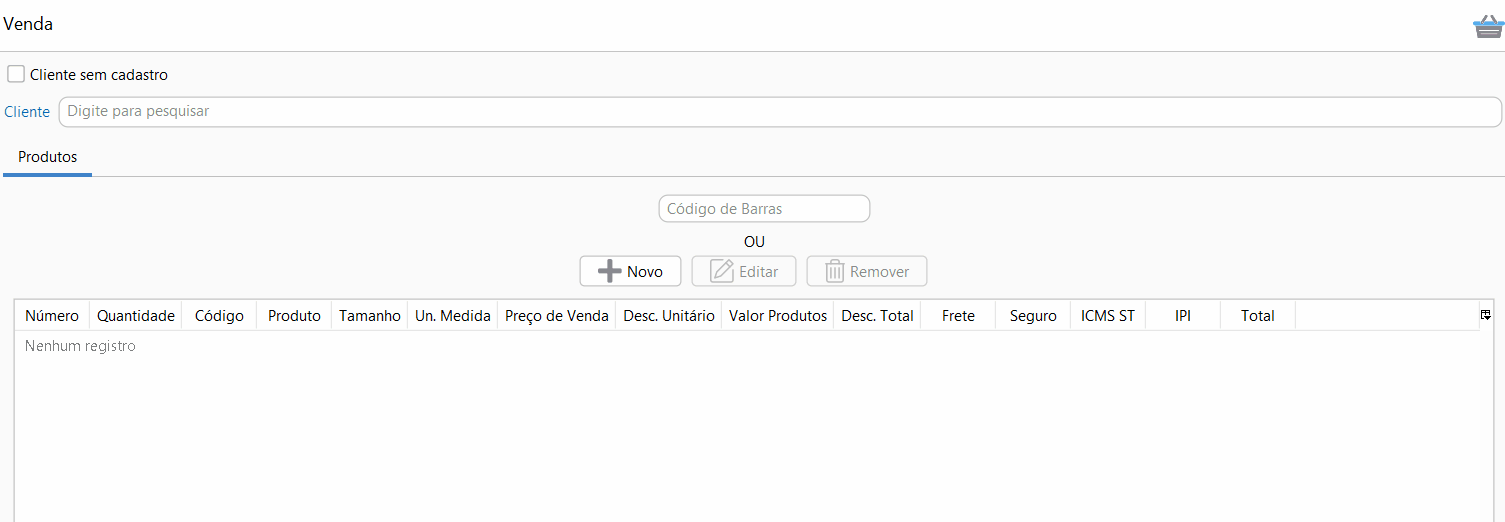 Venda
Cliente sem cadastro
Cliente Digite para pesquisar
Produtos
Código de Barras
OU
Novo Editar Remover
Número Quantidade Código Produto Tamanho Un. Medida Preço de Venda Desc. Unitário Valor Produtos Desc. Total Frete Seguro ICMS ST IPI Total
Nenhum registro